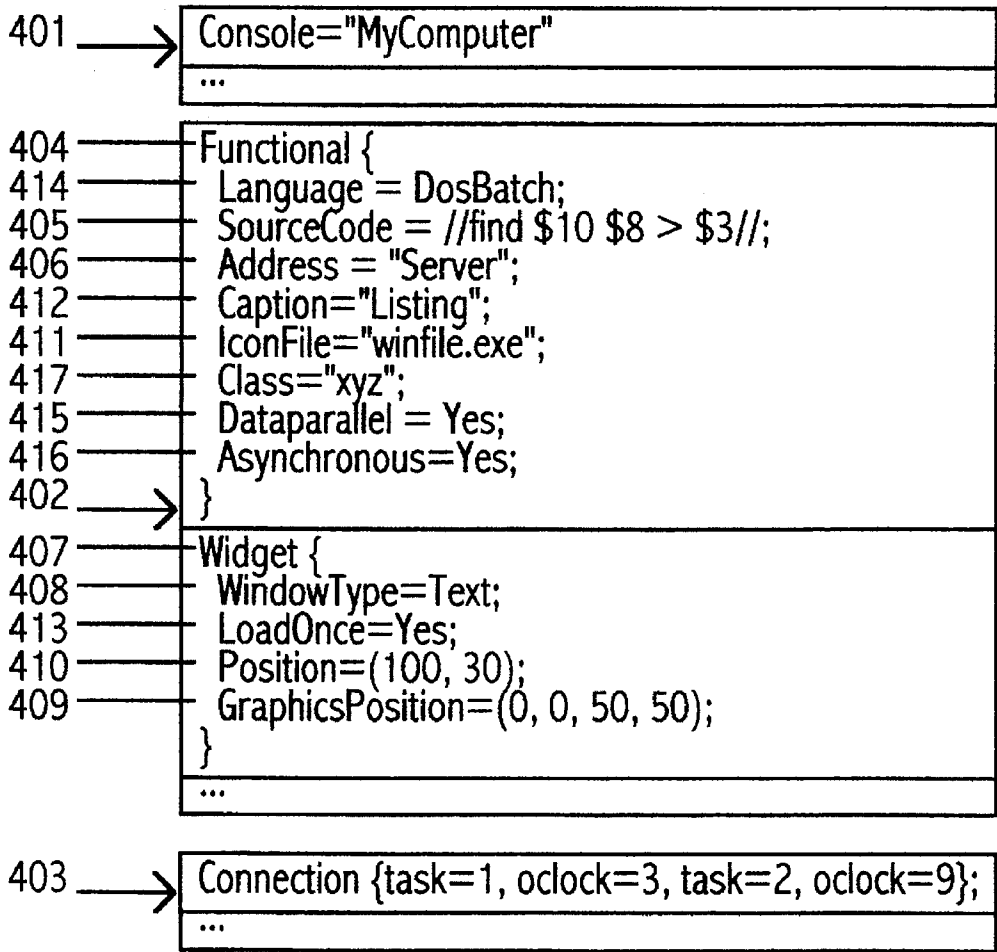 401 Console="MyComputer"
...
404 Functional {
414 Language = DosBatch;
405 SourceCode = //find $10 $8 > $3//;
406 Address = "Server";
412 Caption="Listing";
411 IconFile="winfile.exe";
417 Class="xyz";
415 Dataparallel = Yes;
416 Asynchronous=Yes;
402 }
407 Widget {
408 WindowType=Text;
413 LoadOnce=Yes;
410 Position=(100, 30);
409 GraphicsPosition=(0, 0, 50, 50);
}
...
403 Connection {task=1, oclock=3, task=2, oclock=9};
...